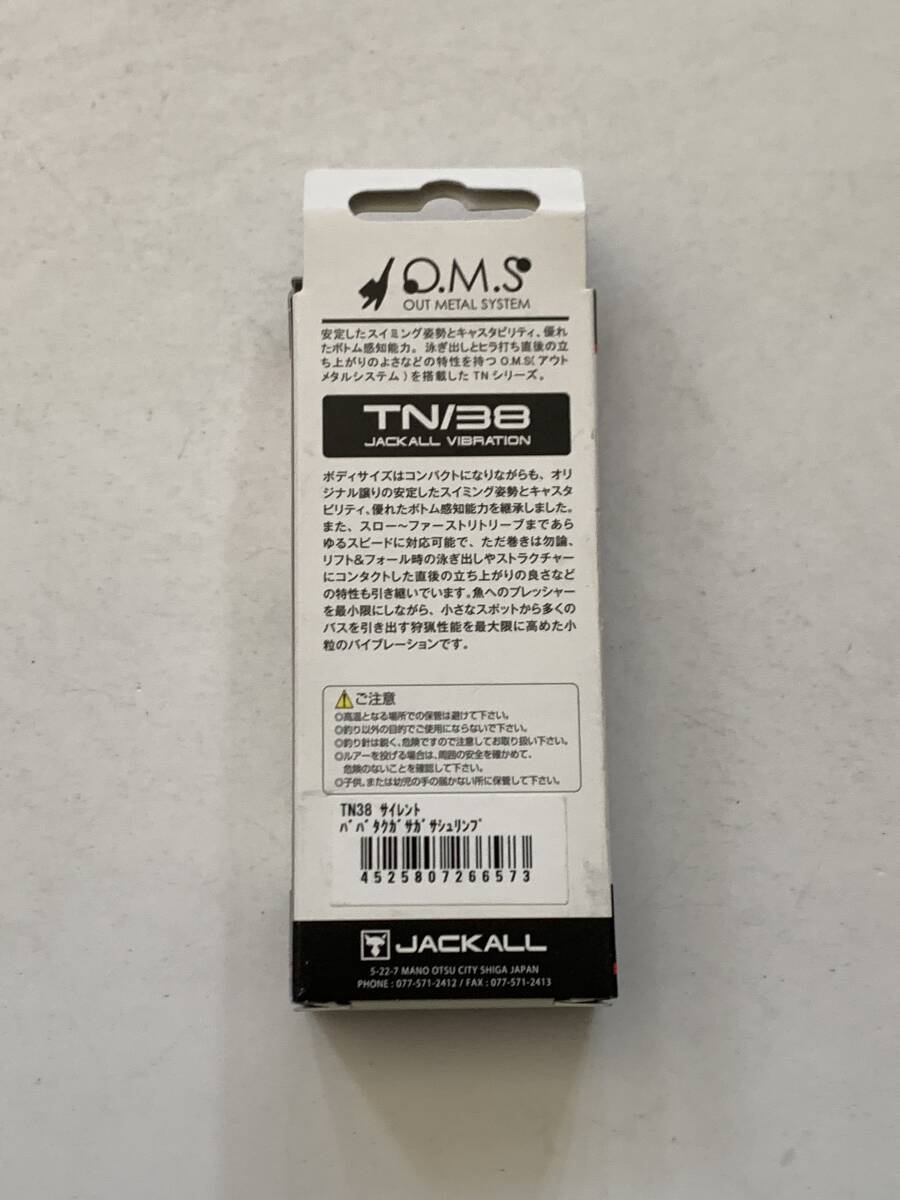 O.M.S
OUT METAL SYSTEM
安定したスイミング姿勢とキャスタビリティ、優れ
たボトム感知能力。泳ぎ出しとヒラ打ち直後の立
ち上がりのよさなどの特性を持つO.M.S(アウト
メタルシステム)を搭載したTNシリーズ。
TN/38
JACKALL VIBRATION
ボディサイズはコンパクトになりながらも、オリ
ジナル譲りの安定したスイミング姿勢とキャスタ
ビリティ、優れたボトム感知能力を継承しました。
また、スロー〜ファーストリトリーブまであら
ゆるスピードに対応可能で、ただ巻きは勿論、
リフト&フォール時の泳ぎ出しやストラクチャー
にコンタクトした直後の立ち上がりの良さなど
の特性も引き継いでいます。魚へのプレッシャー
を最小限にしながら、小さなスポットから多くの
バスを引き出す狩猟性能を最大限に高めた小
粒のバイブレーションです。
ご注意
◎高温となる場所での保管は避けて下さい。
◎釣り以外の目的でご使用にならないで下さい。
◎釣り針は鋭く、危険ですので注意してお取り扱い下さい。
◎ルアーを投げる場合は、周囲の安全を確かめて、
危険のないことを確認して下さい。
◎子供、または幼児の手の届かない所に保管して下さい。
TN38 サイレント
ババタクガサガサシュリンプ
4525807266573
JACKALL
5-22-7 MANO OTSU CITY SHIGA JAPAN
PHONE : 077-571-2412 / FAX : 077-571-2413